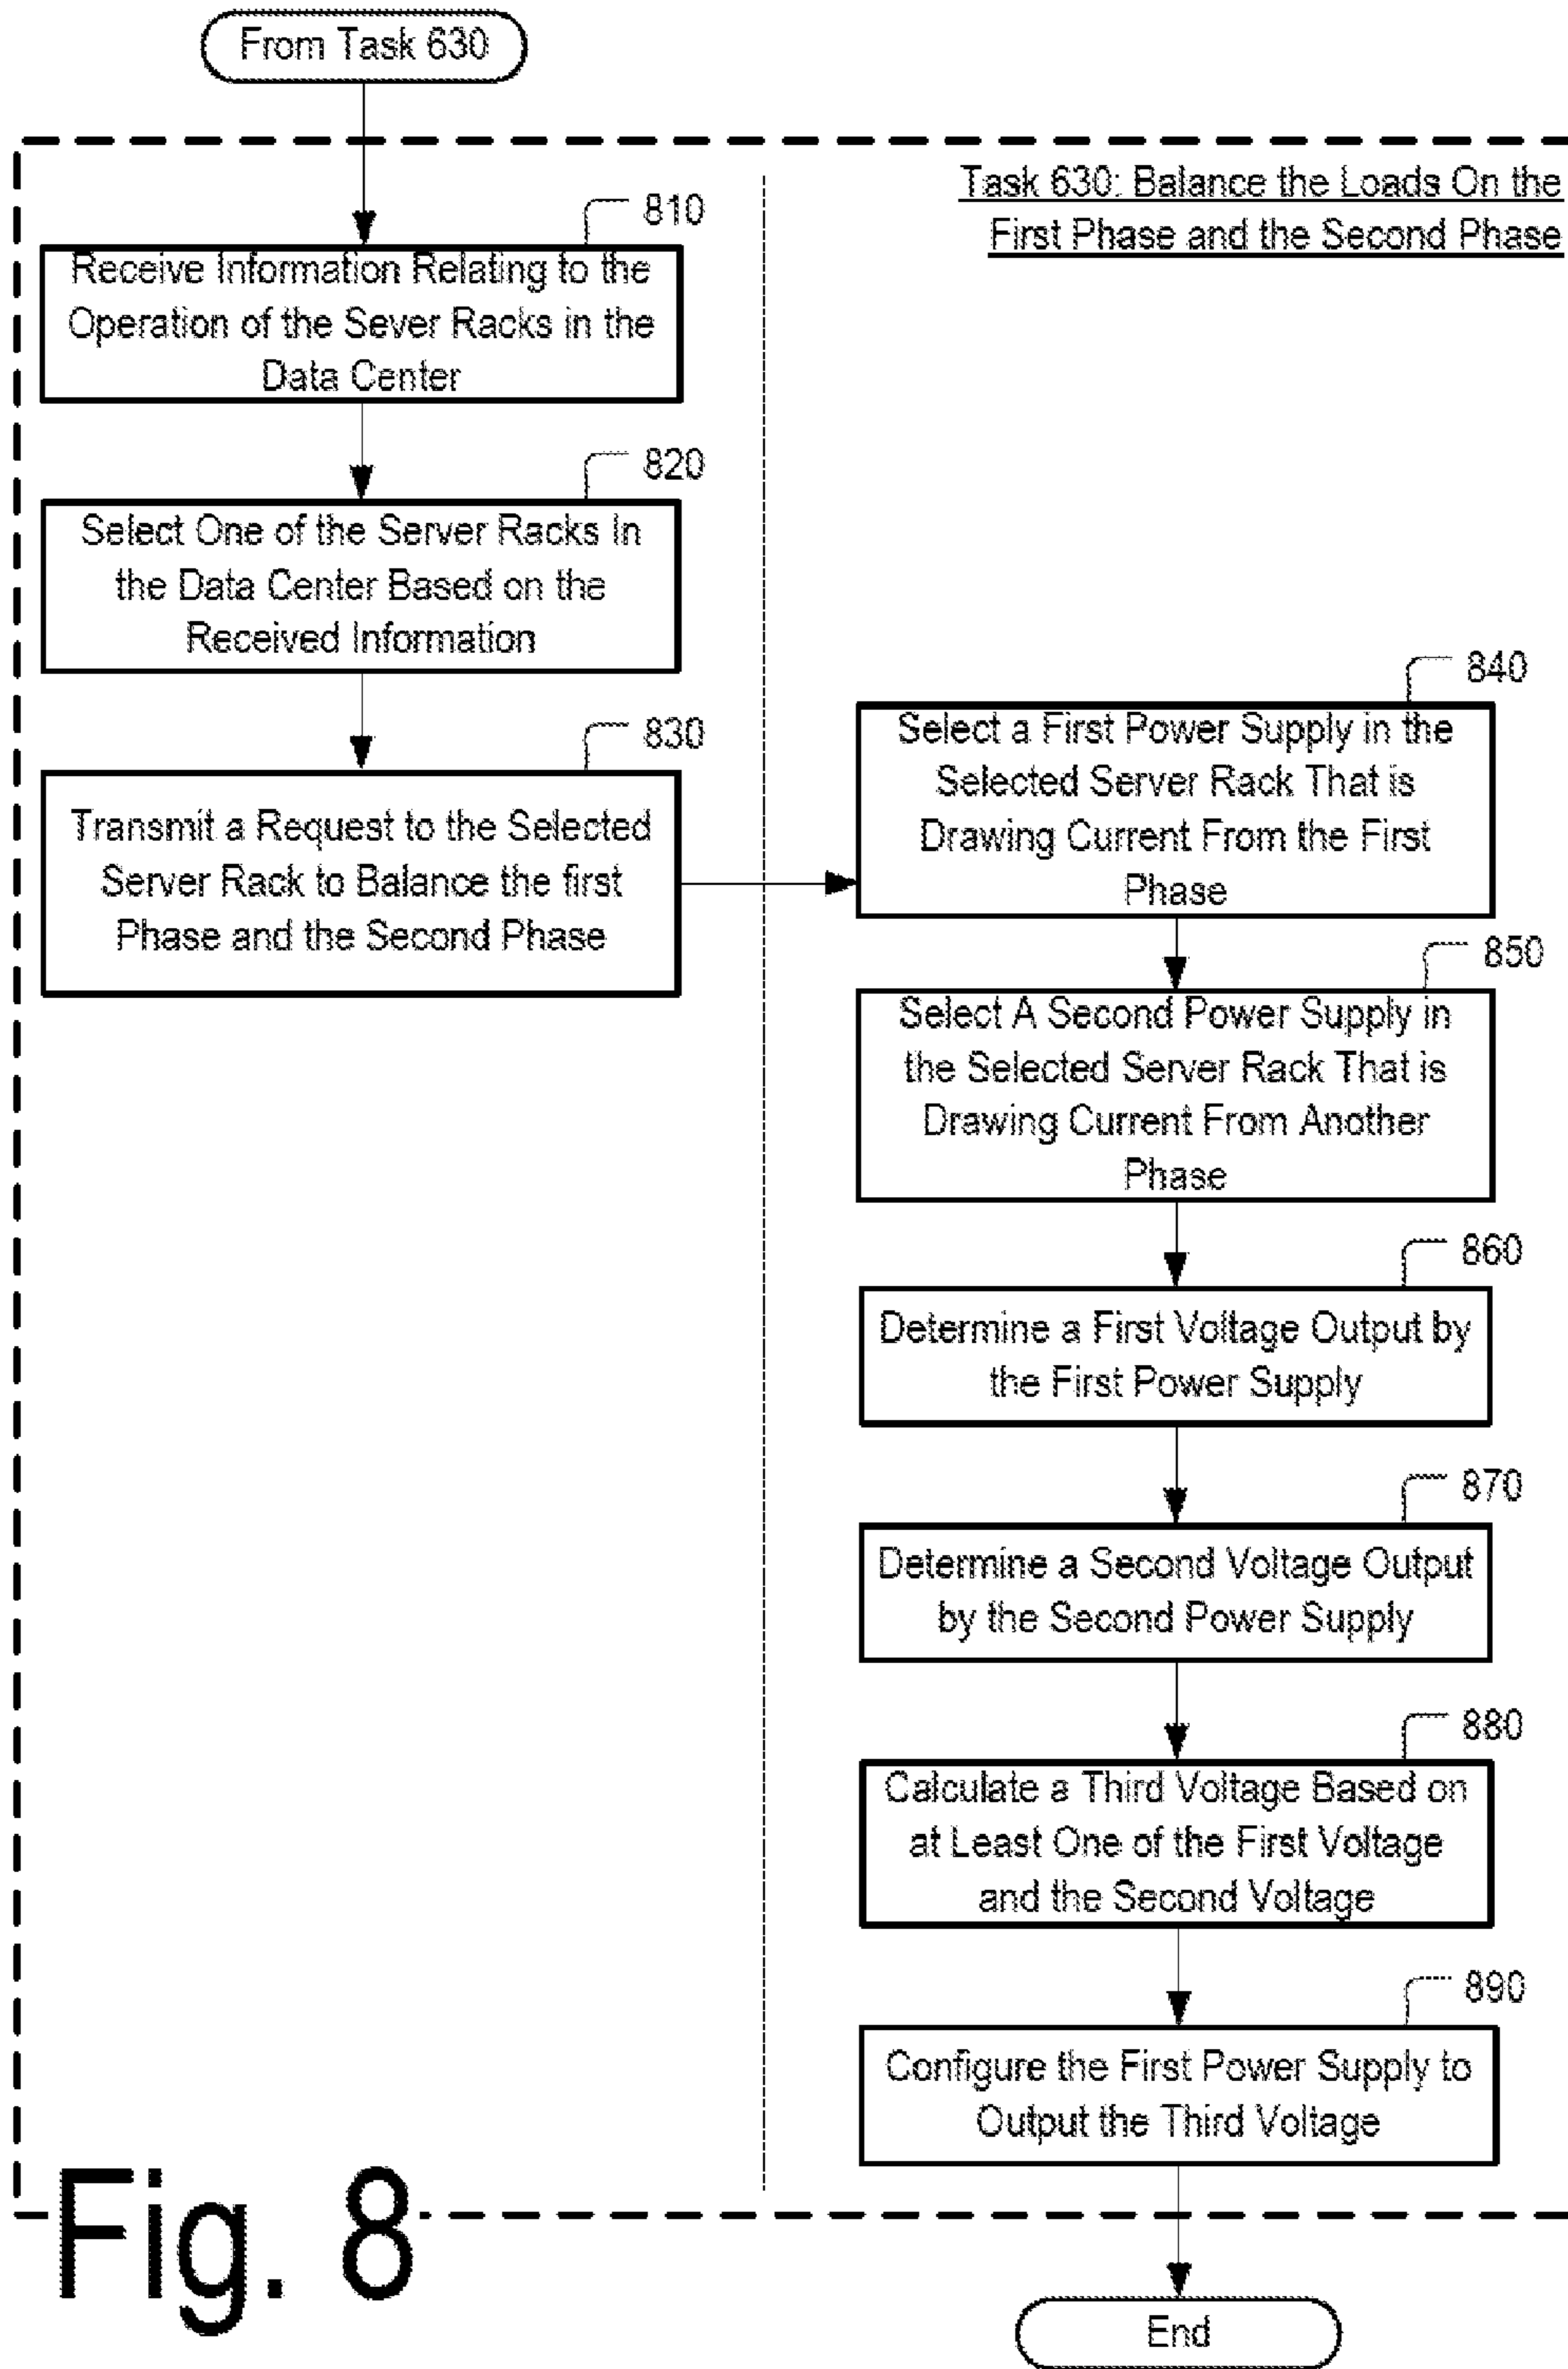 From Task 630
Task 630: Balance the Loads On the
First Phase and the Second Phase
810
Receive Information Relating to the
Operation of the Sever Racks in the
Data Center
820
Select One of the Server Racks In
the Data Center Based on the
Received Information
830
Transmit a Request to the Selected
Server Rack to Balance the first
Phase and the Second Phase
840
Select a First Power Supply in the
Selected Server Rack That is
Drawing Current From the First
Phase
850
Select A Second Power Supply in
the Selected Server Rack That is
Drawing Current From Another
Phase
860
Determine a First Voltage Output by
the First Power Supply
870
Determine a Second Voltage Output
by the Second Power Supply
880
Calculate a Third Voltage Based on
at Least One of the First Voltage
and the Second Voltage
890
Configure the First Power Supply to
Output the Third Voltage
End
Fig. 8